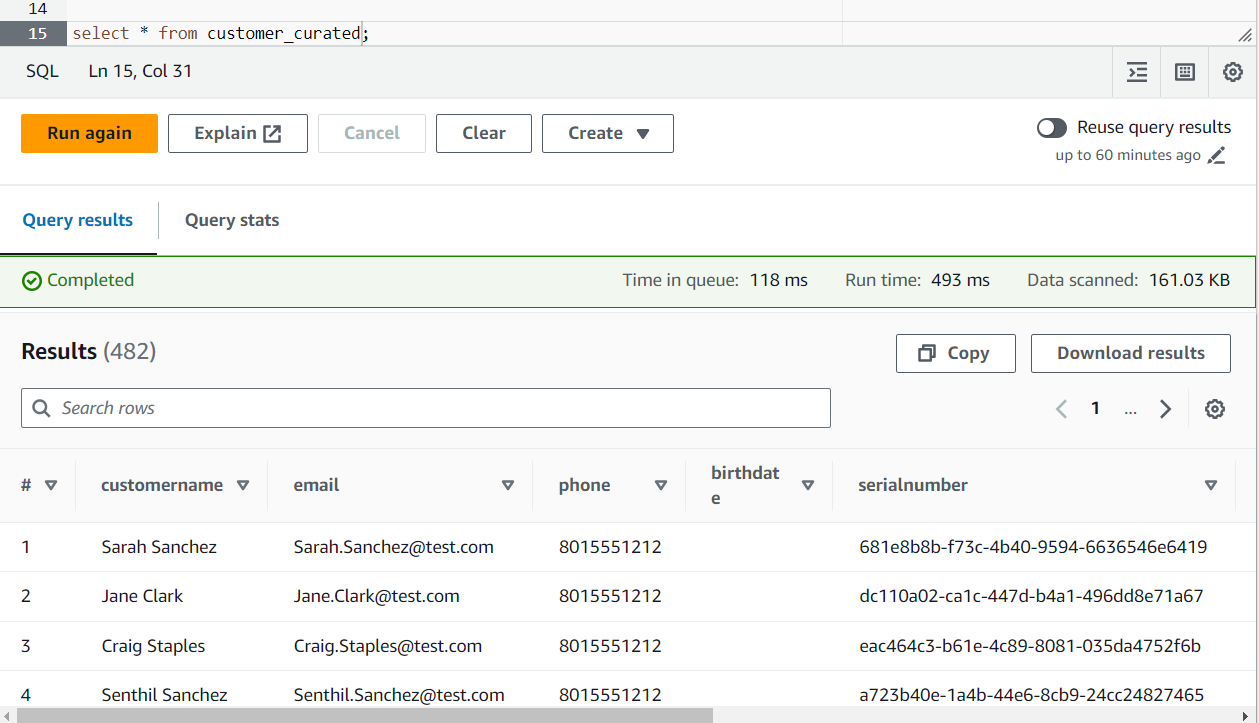 14
15 select * from customer_curated;
SQL Ln 15, Col 31
Run again Explain Cancel Clear Create Reuse query results
up to 60 minutes ago
Query results Query stats
Completed Time in queue: 118 ms Run time: 493 ms Data scanned: 161.03 KB
Results (482) Copy Download results
Search rows 1 ...
# customername email phone birthdat
e serialnumber
1 Sarah Sanchez Sarah.Sanchez@test.com 8015551212 681e8b8b-f73c-4b40-9594-6636546e6419
2 Jane Clark Jane.Clark@test.com 8015551212 dc110a02-ca1c-447d-b4a1-496dd8e71a67
3 Craig Staples Craig.Staples@test.com 8015551212 eac464c3-b61e-4c89-8081-035da4752f6b
4 Senthil Sanchez Senthil.Sanchez@test.com 8015551212 a723b40e-1a4b-44e6-8cb9-24cc24827465